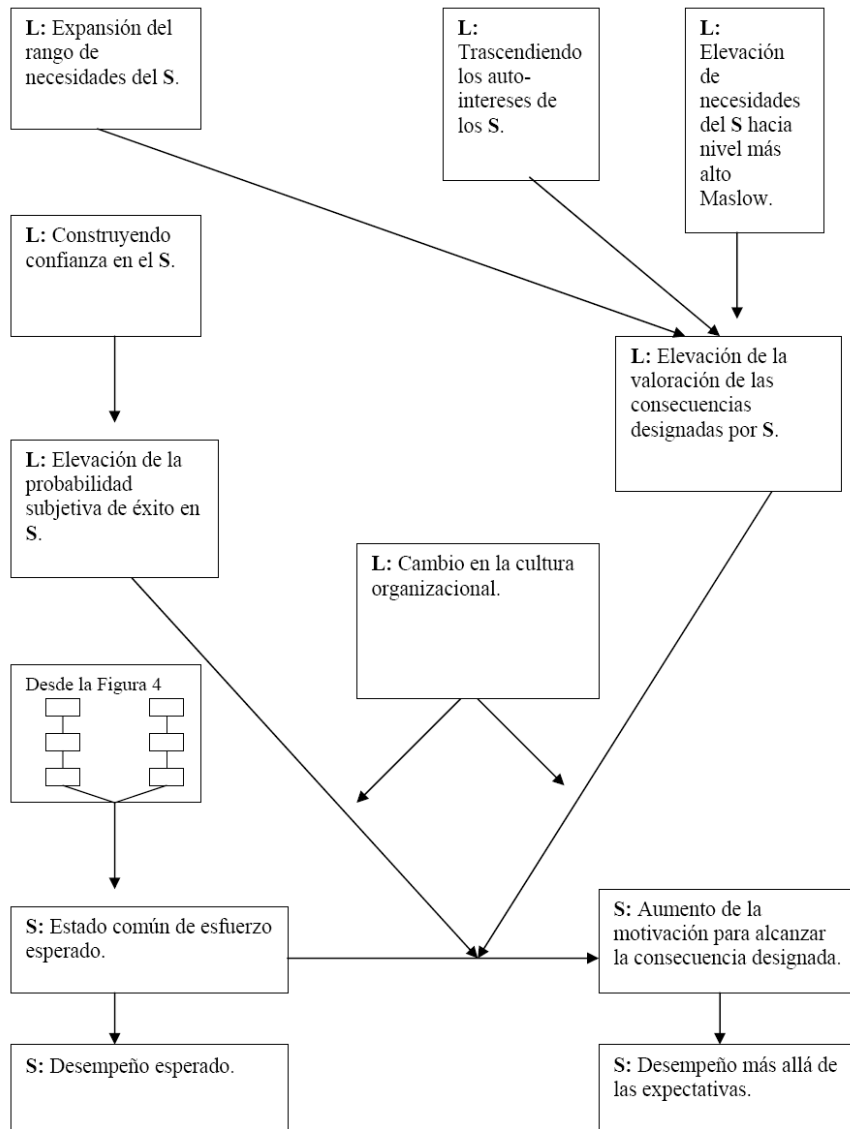 L: Expansión del
rango de
necesidades del S.
L:
Trascendiendo
los auto-
intereses de
los S.
L:
Elevación
de
necesidades
del S hacia
nivel más
alto
Maslow.
L: Construyendo
confianza en el S.
L: Elevación de la
valoración de las
consecuencias
designadas por S.
L: Elevación de la
probabilidad
subjetiva de éxito en
S.
L: Cambio en la cultura
organizacional.
Desde la Figura 4
S: Estado común de esfuerzo
esperado.
S: Aumento de la
motivación para alcanzar
la consecuencia designada.
S: Desempeño esperado.
S: Desempeño más allá de
las expectativas.